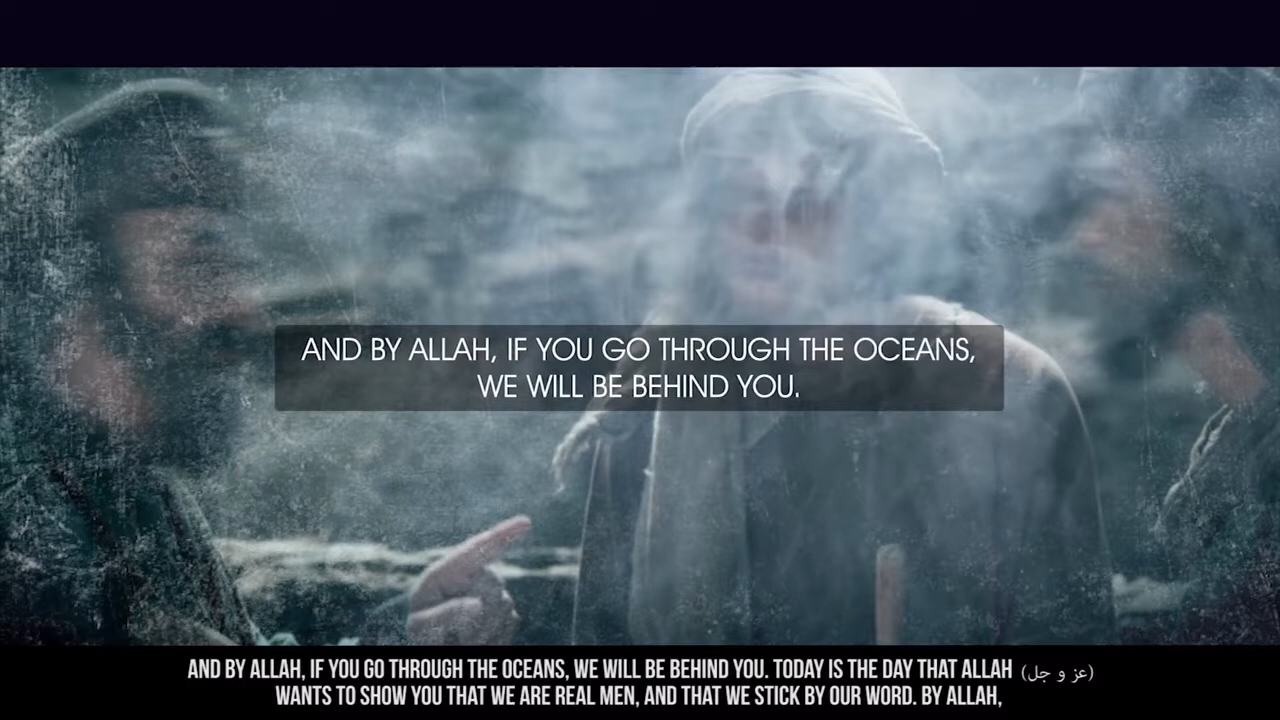 AND BY ALLAH, IF YOU GO THROUGH THE OCEANS,
WE WILL BE BEHIND YOU.
AND BY ALLAH, IF YOU GO THROUGH THE OCEANS, WE WILL BE BEHIND YOU. TODAY IS THE DAY THAT ALLAH (عز و جل)
WANTS TO SHOW YOU THAT WE ARE REAL MEN, AND THAT WE STICK BY OUR WORD. BY ALLAH,